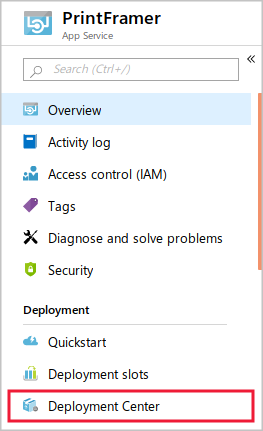 PrintFramer
App Service
Search (Ctrl+/)
«
Overview
Activity log
Access control (IAM)
Tags
Diagnose and solve problems
Security
Deployment
Quickstart
Deployment slots
Deployment Center